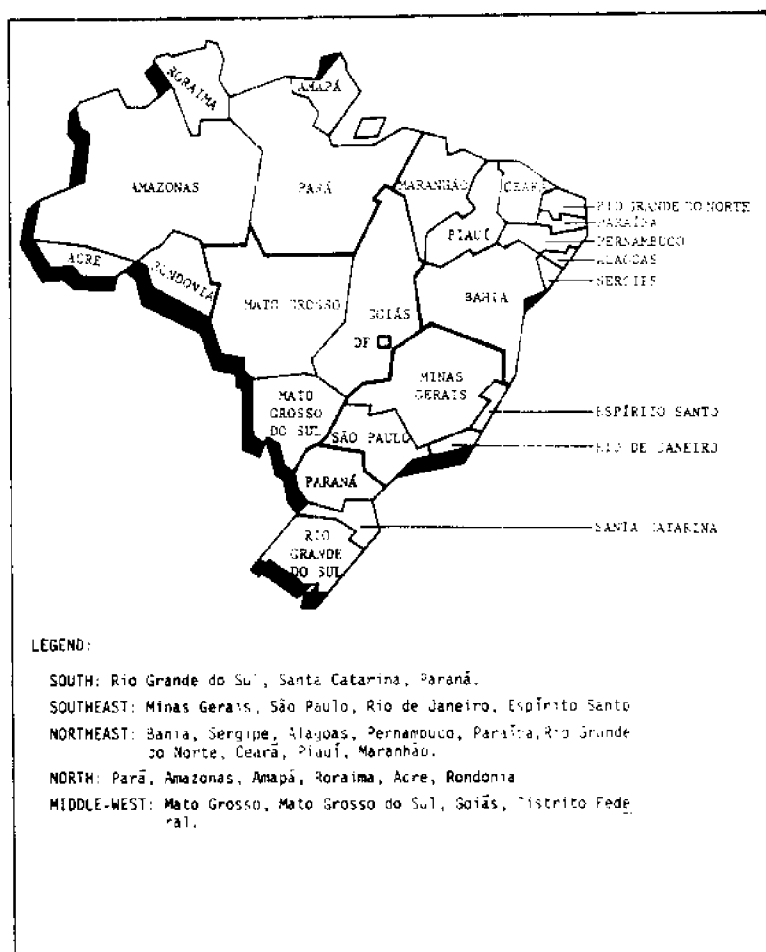 RORAIMA
AMAPÁ
AMAZONAS
PARÁ
MARANHÃO
CEARÁ
RIO GRANDE DO NORTE
PARAÍBA
PIAUÍ
PERNAMBUCO
ALAGOAS
SERGIPE
ACRE
RONDONIA
MATO GROSSO
GOIÁS
BAHIA
DF
MINAS
GERAIS
MATO
GROSSO
DO SUL
ESPÍRITO SANTO
SÃO PAULO
RIO DE JANEIRO
PARANÁ
SANTA CATARINA
RIO
GRANDE
DO SUL
LEGEND:
SOUTH: Rio Grande do Sul, Santa Catarina, Paraná.
SOUTHEAST: Minas Gerais, São Paulo, Rio de Janeiro, Espírito Santo
NORTHEAST: Bahia, Sergipe, Alagoas, Pernambuco, Paraíba, Rio Grande
do Norte, Ceará, Piauí, Maranhão.
NORTH: Pará, Amazonas, Amapá, Roraima, Acre, Rondonia
MIDDLE-WEST: Mato Grosso, Mato Grosso do Sul, Goiás, Distrito Fede
ral.